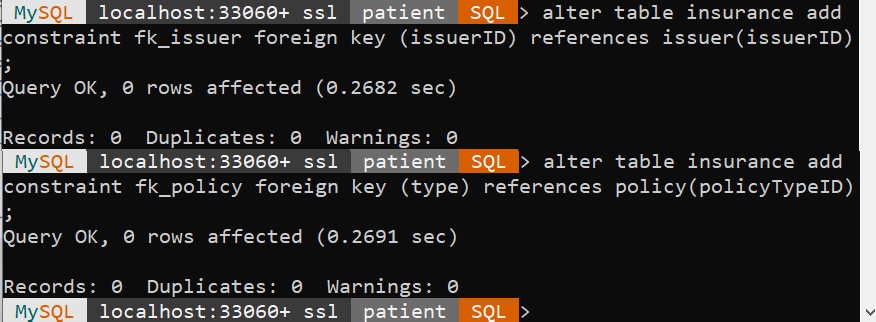 MySQL localhost:33060+ ssl patient SQL > alter table insurance add
constraint fk_issuer foreign key (issuerID) references issuer(issuerID)
;
Query OK, 0 rows affected (0.2682 sec)
Records: 0 Duplicates: 0 Warnings: 0
MySQL localhost:33060+ ssl patient SQL > alter table insurance add
constraint fk_policy foreign key (type) references policy(policyTypeID)
;
Query OK, 0 rows affected (0.2691 sec)
Records: 0 Duplicates: 0 Warnings: 0
MySQL localhost:33060+ ssl patient SQL >